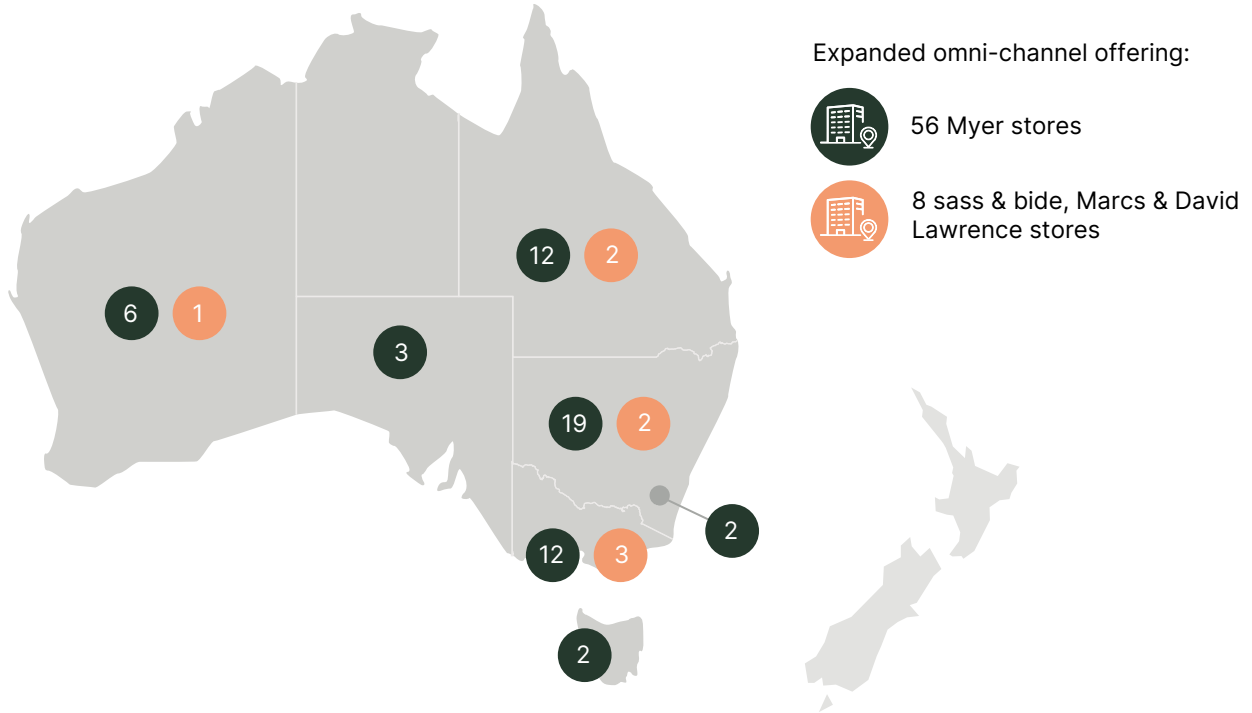 Expanded omni-channel offering:
56 Myer stores
8 sass & bide, Marcs & David
Lawrence stores
12 2
6 1
3
19 2
2
12 3
2